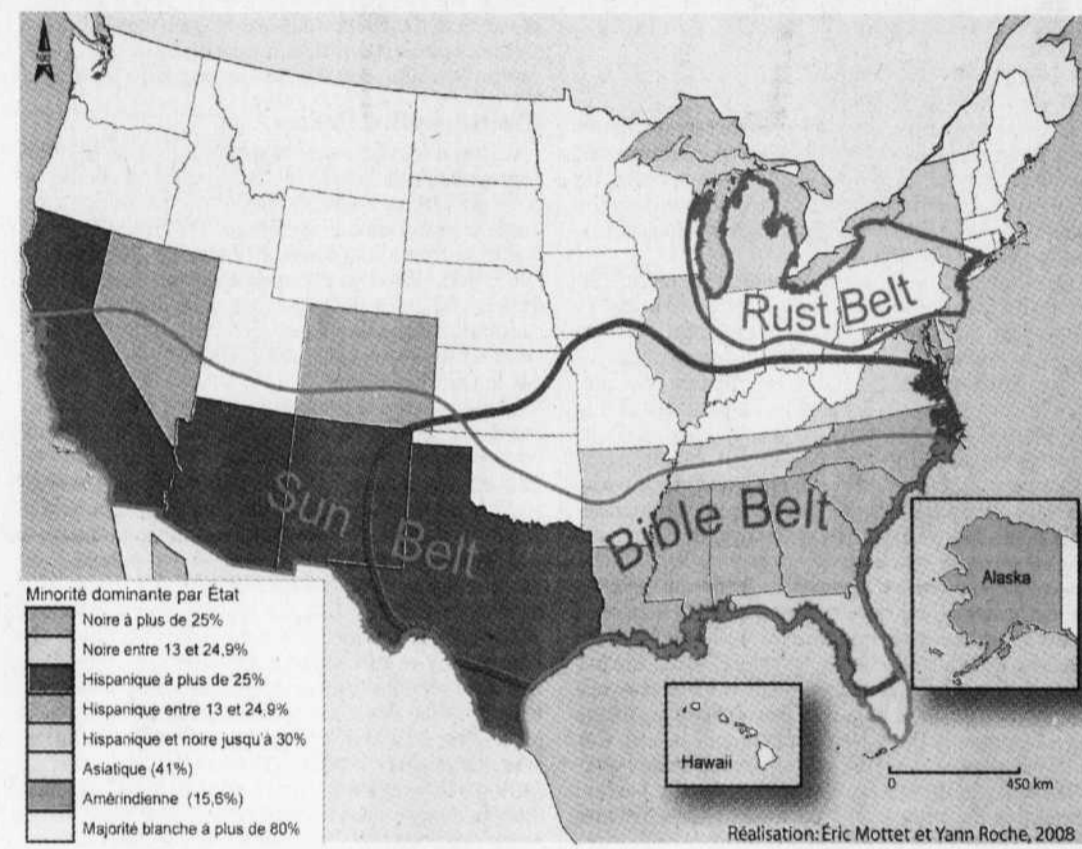 Rust Belt
Sun Belt
Bible Belt
Minorité dominante par État
Noire à plus de 25%
Noire entre 13 et 24,9%
Hispanique à plus de 25%
Hispanique entre 13 et 24,9%
Hispanique et noire jusqu'à 30%
Asiatique (41%)
Amérindienne (15,6%)
Majorité blanche à plus de 80%
Alaska
Hawaii
0 450 km
Réalisation: Éric Mottet et Yann Roche, 2008